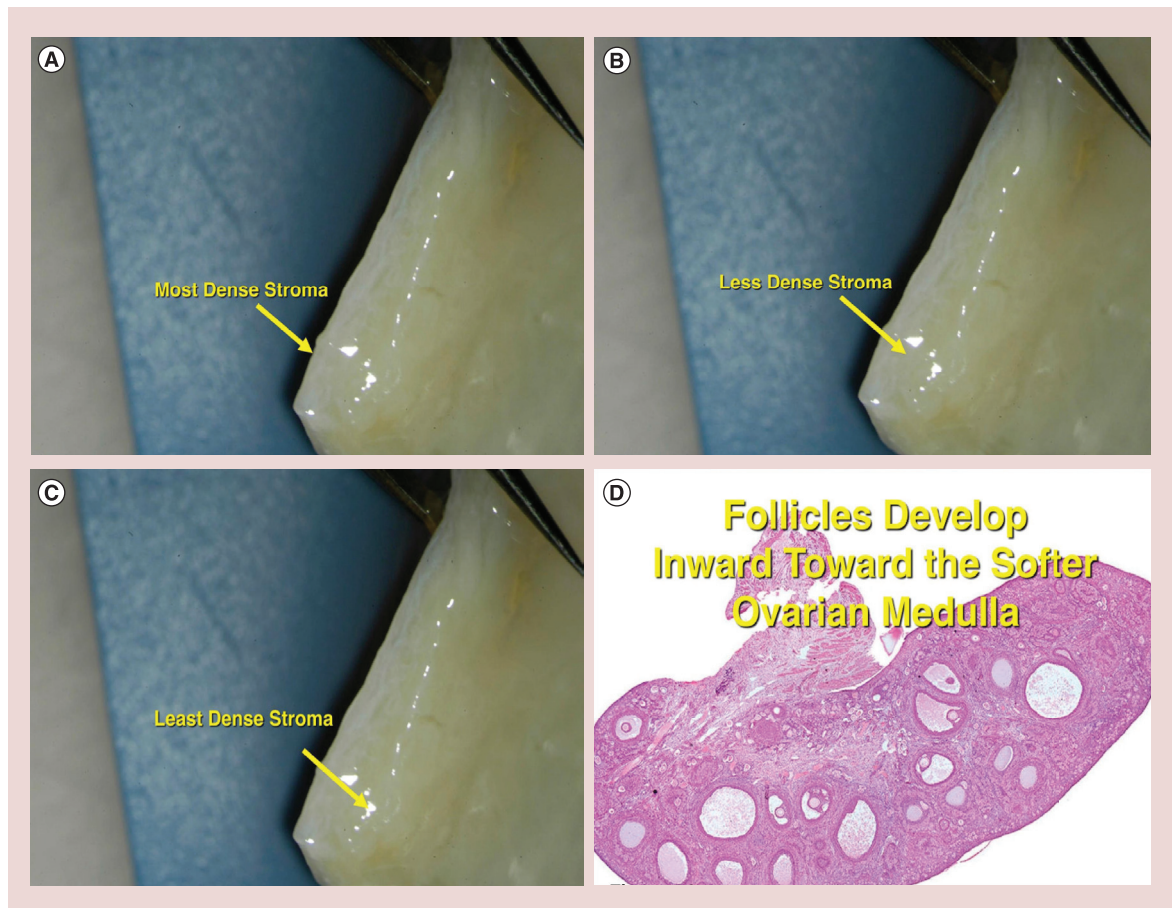 A
Most Dense Stroma
B
Less Dense Stroma
C
Least Dense Stroma
D
Follicles Develop
Inward Toward the Softer
Ovarian Medulla